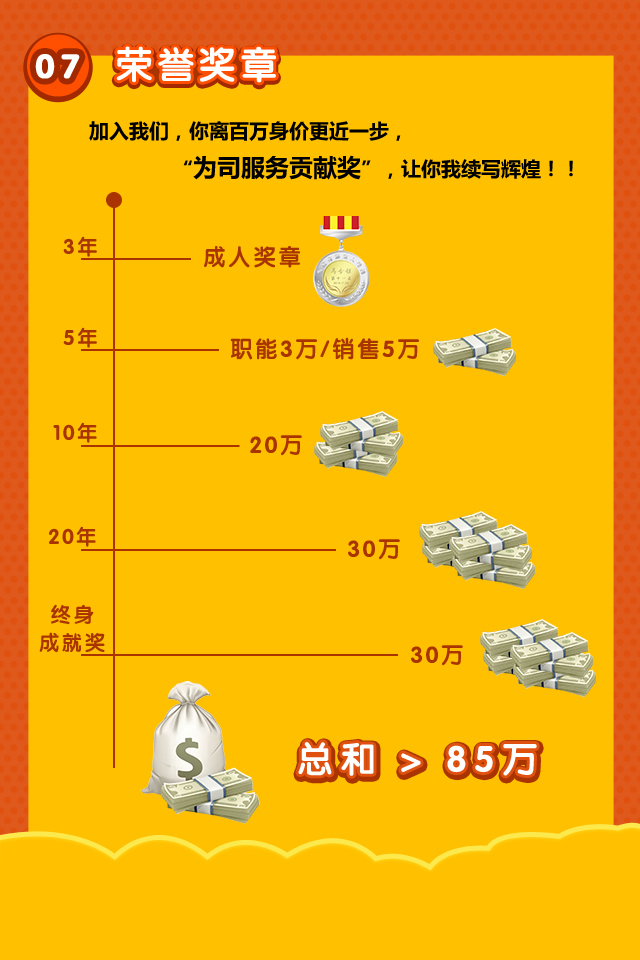 07 荣誉奖章
加入我们，你离百万身价更近一步，
“为司服务贡献奖”，让你我续写辉煌！！
3年
成人奖章
5年
职能3万/销售5万
10年
20万
20年
30万
终身
成就奖
30万
$
总和 > 85万